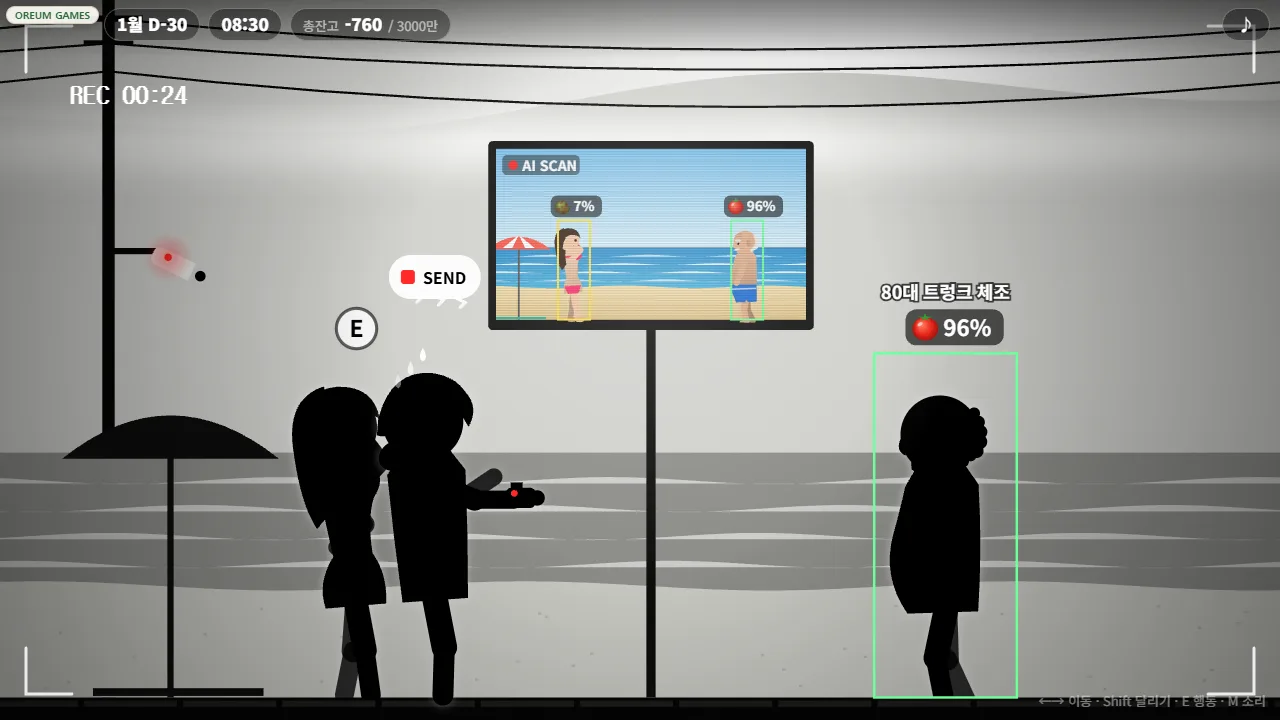 OREUM GAMES
1월 D-30
08:30
총잔고 -760 / 3000만
♪
REC 00:24
AI SCAN
7%
96%
SEND
E
80대 트렁크 체조
96%
←→ 이동 · Shift 달리기 · E 행동 · M 소리